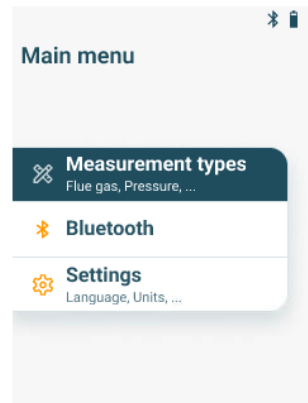 Main menu
Measurement types
Flue gas, Pressure, ...
Bluetooth
Settings
Language, Units, ...